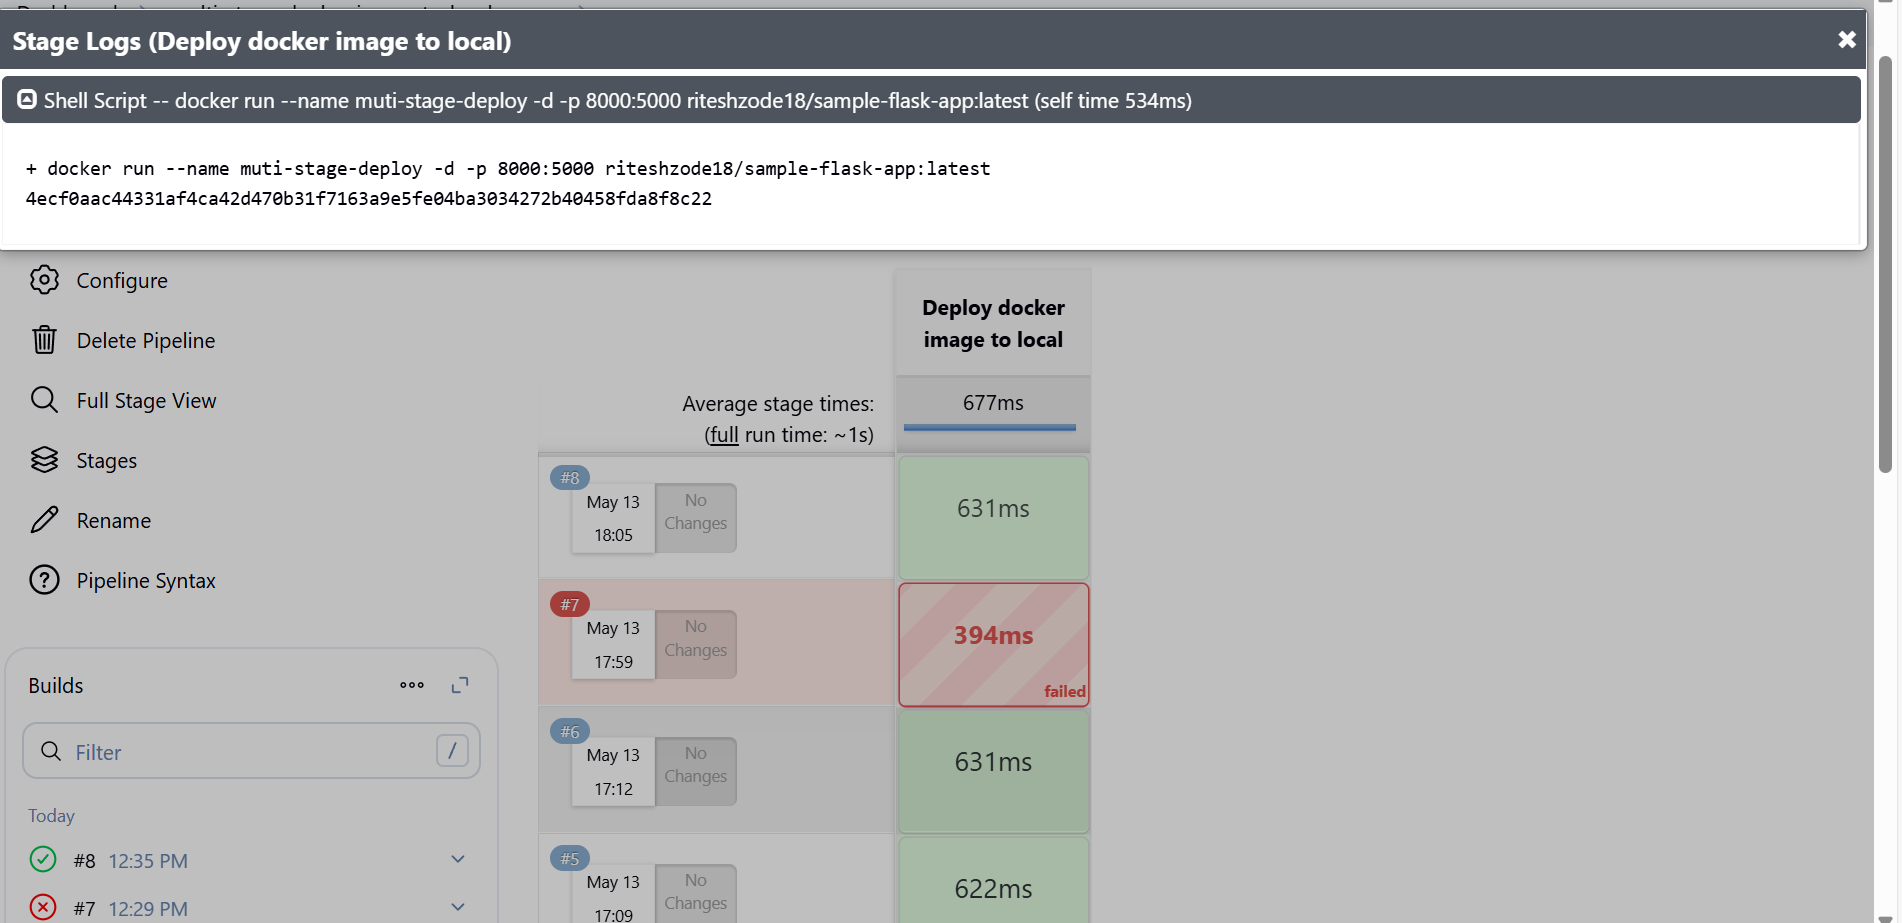 Stage Logs (Deploy docker image to local)
Shell Script -- docker run --name muti-stage-deploy -d -p 8000:5000 riteshzode18/sample-flask-app:latest (self time 534ms)
+ docker run --name muti-stage-deploy -d -p 8000:5000 riteshzode18/sample-flask-app:latest
4ecf0aac44331af4ca42d470b31f7163a9e5fe04ba3034272b40458fda8f8c22
Configure
Delete Pipeline
Full Stage View
Stages
Rename
Pipeline Syntax
Builds
Filter
/
Today
#8 12:35 PM
#7 12:29 PM
Deploy docker
image to local
Average stage times:
(full run time: ~1s)
677ms
#8
May 13
18:05
No
Changes
631ms
#7
May 13
17:59
No
Changes
394ms
failed
#6
May 13
17:12
No
Changes
631ms
#5
May 13
17:09
No
Changes
622ms